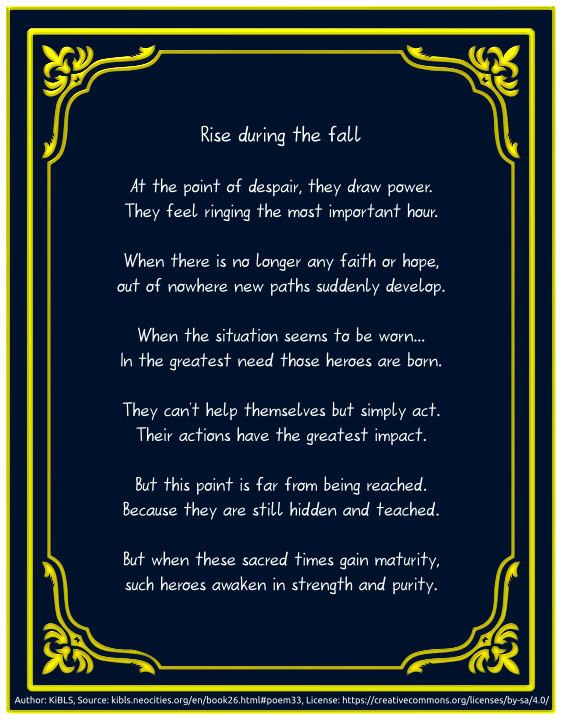 Rise during the fall
At the point of despair, they draw power.
They feel ringing the most important hour.
When there is no longer any faith or hope,
out of nowhere new paths suddenly develop.
When the situation seems to be worn...
In the greatest need those heroes are born.
They can't help themselves but simply act.
Their actions have the greatest impact.
But this point is far from being reached.
Because they are still hidden and teached.
But when these sacred times gain maturity,
such heroes awaken in strength and purity.
Author: KiBLS, Source: kibls.neocities.org/en/book26.html#poem33, License: https://creativecommons.org/licenses/by-sa/4.0/